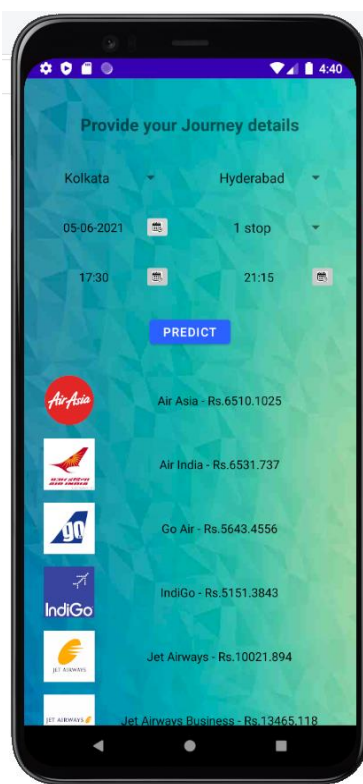 4:40
Provide your Journey details
Kolkata Hyderabad
05-06-2021 1 stop
17:30 21:15
PREDICT
Air Asia Air Asia - Rs.6510.1025
AIR INDIA Air India - Rs.6531.737
go Go Air - Rs.5643.4556
IndiGo IndiGo - Rs.5151.3843
JET AIRWAYS Jet Airways - Rs.10021.894
JET AIRWAYS Jet Airways Business - Rs.13465.118